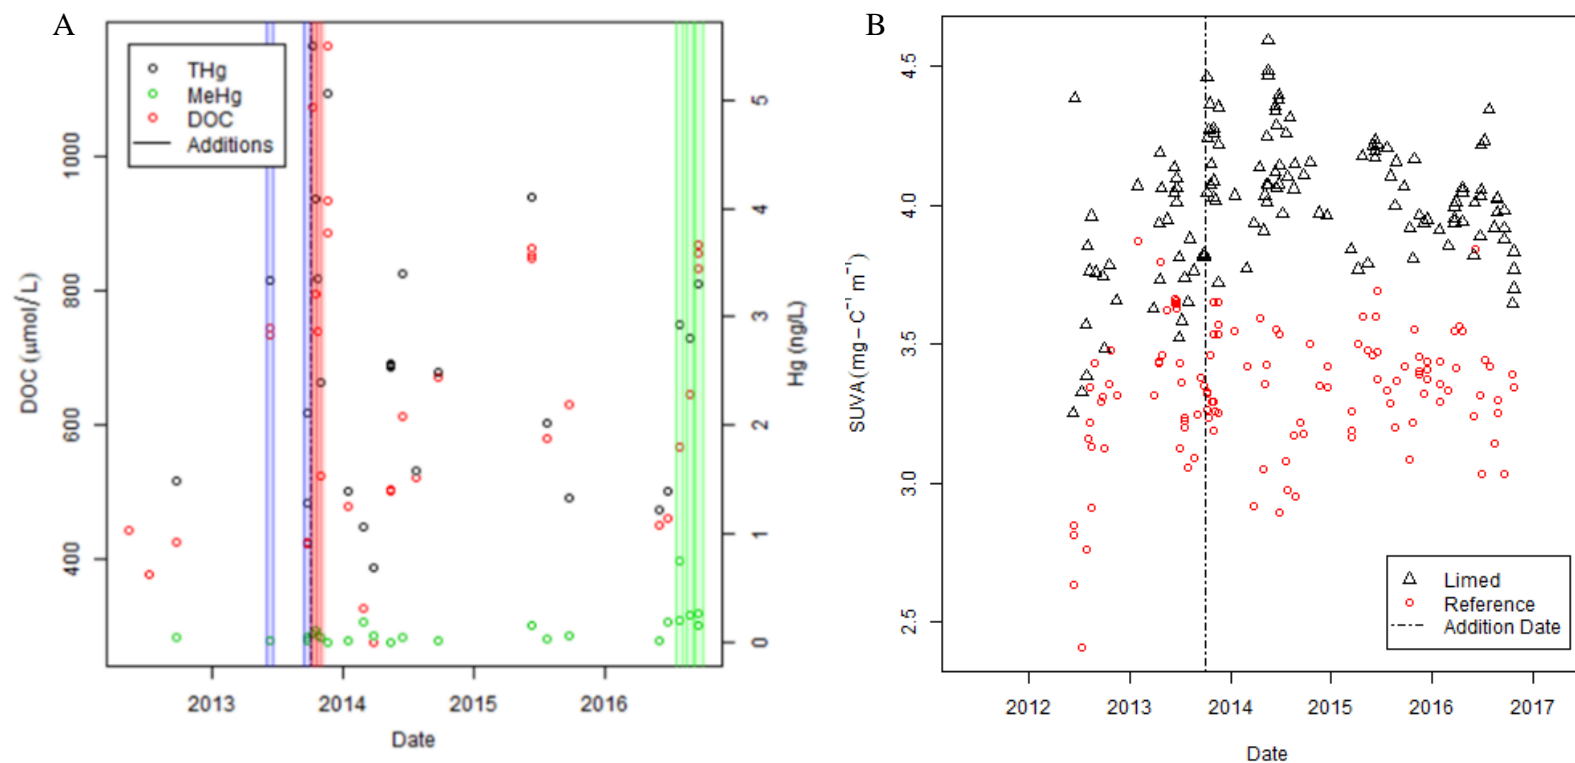 A
THg
MeHg
DOC
Additions
DOC (μmol/L)
400
600
800
1000
Hg (ng/L)
0
1
2
3
4
5
2013
2014
2015
2016
Date
B
SUVA (mg−C⁻¹ m⁻¹)
2.5
3.0
3.5
4.0
4.5
Limed
Reference
Addition Date
2012
2013
2014
2015
2016
2017
Date